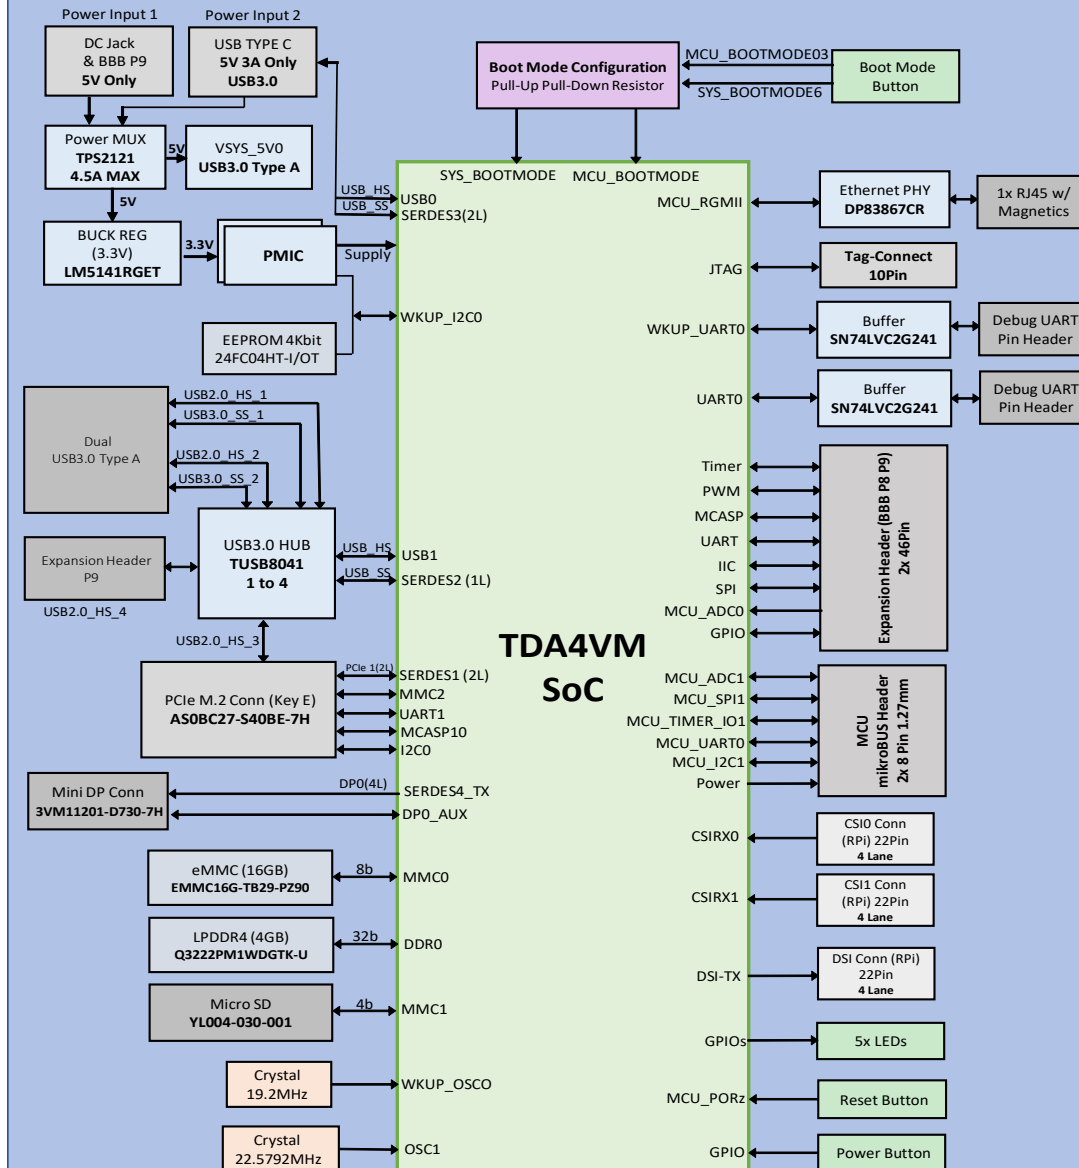 Power Input 1
Power Input 2
DC Jack
& BBB P9
5V Only
USB TYPE C
5V 3A Only
USB3.0
Power MUX
TPS2121
4.5A MAX
5V
VSYS_5V0
USB3.0 Type A
5V
BUCK REG
(3.3V)
LM5141RGET
3.3V
PMIC
Supply
EEPROM 4Kbit
24FC04HT-I/OT
Boot Mode Configuration
Pull-Up Pull-Down Resistor
MCU_BOOTMODE03
SYS_BOOTMODE6
Boot Mode
Button
SYS_BOOTMODE
MCU_BOOTMODE
USB_HS
USB0
USB_SS
SERDES3(2L)
WKUP_I2C0
Dual
USB3.0 Type A
USB2.0_HS_1
USB3.0_SS_1
USB2.0_HS_2
USB3.0_SS_2
USB3.0 HUB
TUSB8041
1 to 4
Expansion Header
P9
USB2.0_HS_4
USB2.0_HS_3
USB_HS
USB1
USB_SS
SERDES2 (1L)
PCIe M.2 Conn (Key E)
AS0BC27-S40BE-7H
PCIe 1(2L)
SERDES1 (2L)
MMC2
UART1
MCASP10
I2C0
Mini DP Conn
3VM11201-D730-7H
DP0(4L)
SERDES4_TX
DP0_AUX
eMMC (16GB)
EMMC16G-TB29-PZ90
8b
MMC0
LPDDR4 (4GB)
Q3222PM1WDGTK-U
32b
DDR0
Micro SD
YL004-030-001
4b
MMC1
Crystal
19.2MHz
WKUP_OSCO
Crystal
22.5792MHz
OSC1
TDA4VM
SoC
MCU_RGMII
Ethernet PHY
DP83867CR
1x RJ45 w/
Magnetics
JTAG
Tag-Connect
10Pin
WKUP_UART0
Buffer
SN74LVC2G241
Debug UART
Pin Header
UART0
Buffer
SN74LVC2G241
Debug UART
Pin Header
Timer
PWM
MCASP
UART
IIC
SPI
MCU_ADC0
GPIO
Expansion Header (BBB P8 P9)
2x 46Pin
MCU_ADC1
MCU_SPI1
MCU_TIMER_IO1
MCU_UART0
MCU_I2C1
Power
MCU
mikroBUS Header
2x 8 Pin 1.27mm
CSIRX0
CSI0 Conn
(RPi) 22Pin
4 Lane
CSIRX1
CSI1 Conn
(RPi) 22Pin
4 Lane
DSI-TX
DSI Conn (RPi)
22Pin
4 Lane
GPIOs
5x LEDs
MCU_PORz
Reset Button
GPIO
Power Button